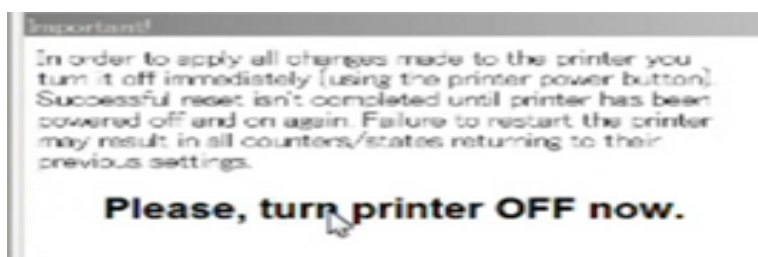 Important!
In order to apply all changes made to the printer you
turn it off immediately (using the printer power button).
Successful reset isn't completed until printer has been
powered off and on again. Failure to restart the printer
may result in all counters/states returning to their
previous settings.
Please, turn printer OFF now.